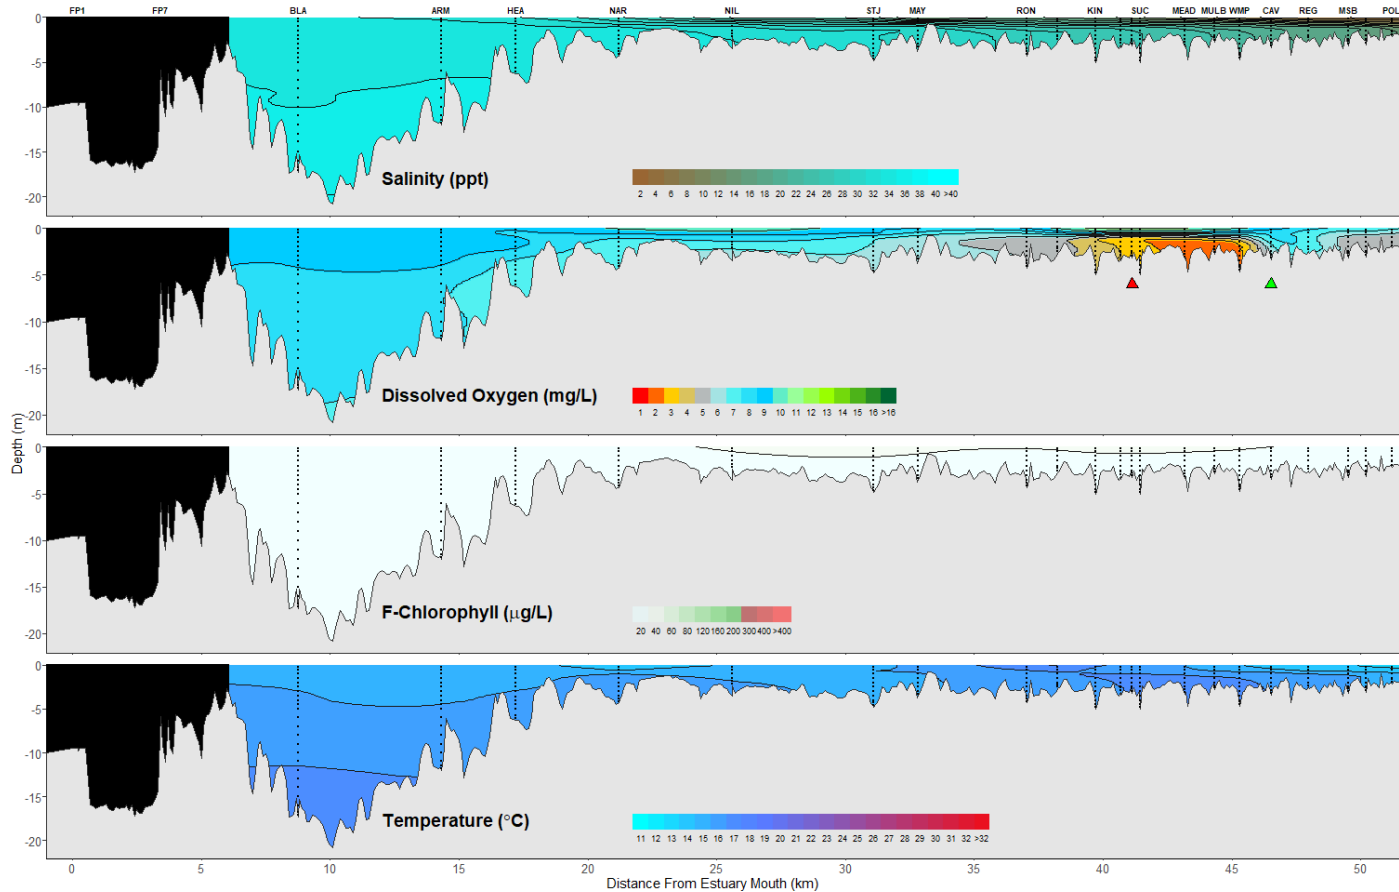 FP1 FP7 BLA ARM HEA NAR NIL STJ MAY RON KIN SUC MEAD MULB WMP CAV REG MSB POL
0
-5
-10
-15
-20
Salinity (ppt)
2 4 6 8 10 12 14 16 18 20 22 24 26 28 30 32 34 36 38 40 >40
0
-5
-10
-15
-20
Dissolved Oxygen (mg/L)
1 2 3 4 5 6 7 8 9 10 11 12 13 14 15 16 >16
Depth (m)
0
-5
-10
-15
-20
F-Chlorophyll (μg/L)
20 40 60 80 120 160 200 300 400 >400
0
-5
-10
-15
-20
Temperature (°C)
11 12 13 14 15 16 17 18 19 20 21 22 23 24 25 26 27 28 29 30 31 32 >32
0 5 10 15 20 25 30 35 40 45 50
Distance From Estuary Mouth (km)